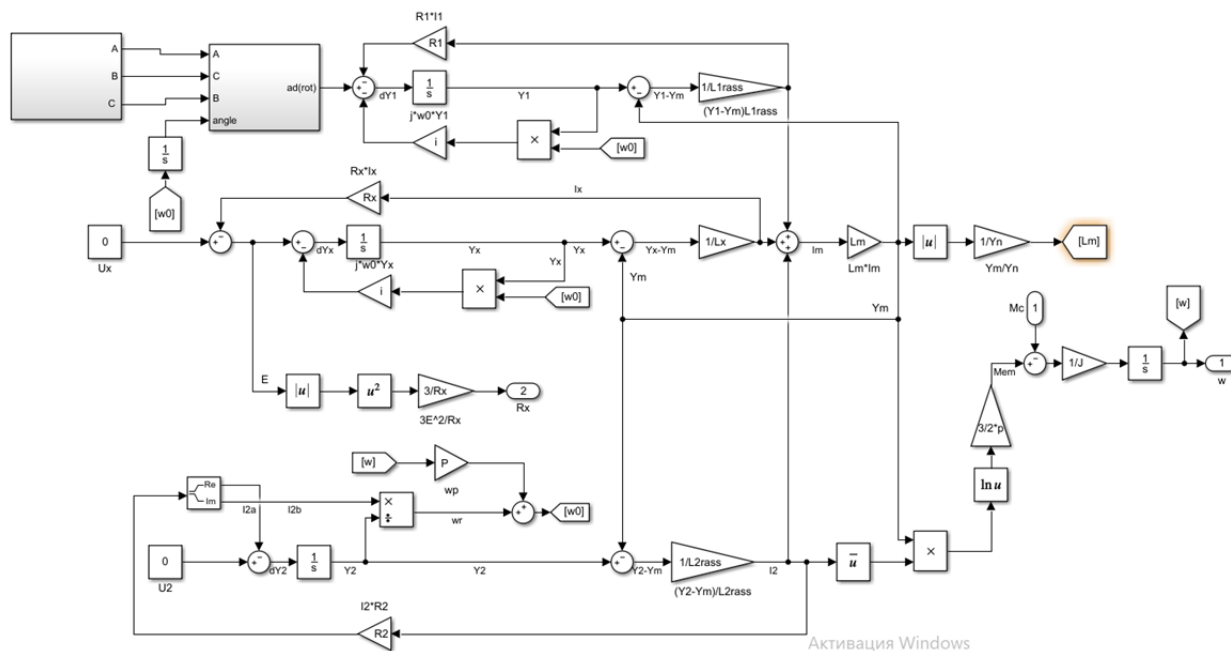 R1*I1
R1
A
B
C
A
C
B
angle
ad(rot)
dY1
1
s
Y1
j*w0*Y1
i
×
[w0]
Y1-Ym
1/L1rass
(Y1-Ym)L1rass
1
s
[w0]
Rx*Ix
Rx
Ix
0
Ux
dYx
1
s
Yx
Yx
Yx
j*w0*Yx
i
×
[w0]
Yx-Ym
Ym
1/Lx
Im
Lm
Lm*Im
|u|
1/Yn
Ym/Yn
[Lm]
Ym
Mc
1
[w]
Mem
1/J
1
s
1
w
E
|u|
u²
3/Rx
3E^2/Rx
2
Rx
3/2*p
ln u
[w]
P
wp
Re
Im
I2a
I2b
×
÷
wr
[w0]
0
U2
dY2
1
s
Y2
Y2
Y2-Ym
1/L2rass
(Y2-Ym)/L2rass
I2
u
×
I2*R2
R2
Активация Windows